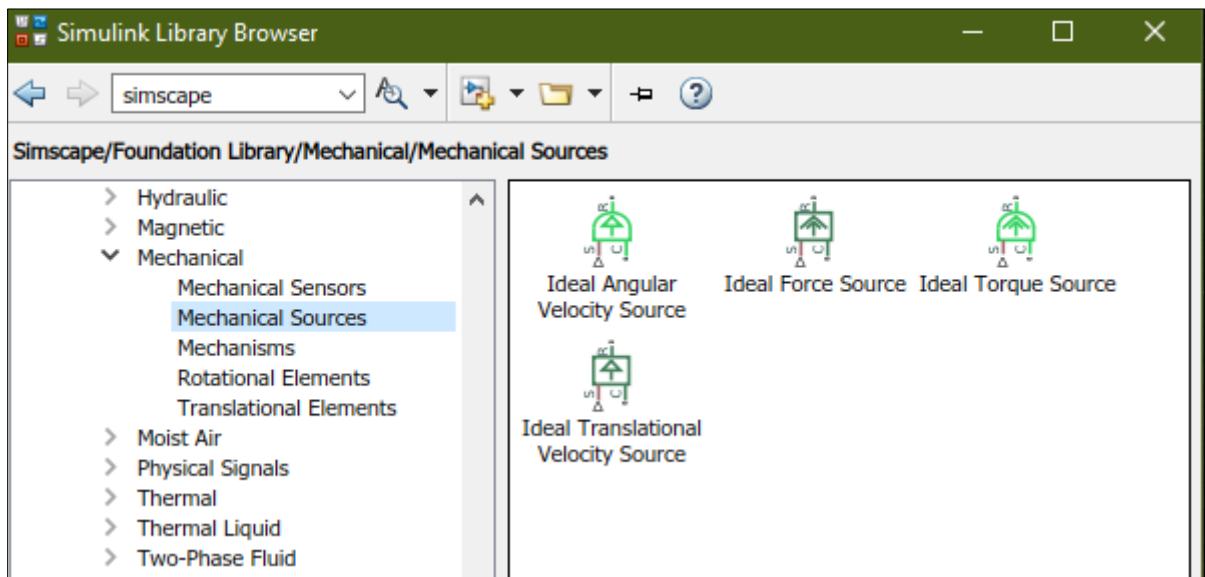 Simulink Library Browser
simscape
Simscape/Foundation Library/Mechanical/Mechanical Sources
Hydraulic
Magnetic
Mechanical
Mechanical Sensors
Mechanical Sources
Mechanisms
Rotational Elements
Translational Elements
Moist Air
Physical Signals
Thermal
Thermal Liquid
Two-Phase Fluid
R
S
C
Ideal Angular
Velocity Source
R
S
C
Ideal Force Source
R
S
C
Ideal Torque Source
R
S
C
Ideal Translational
Velocity Source